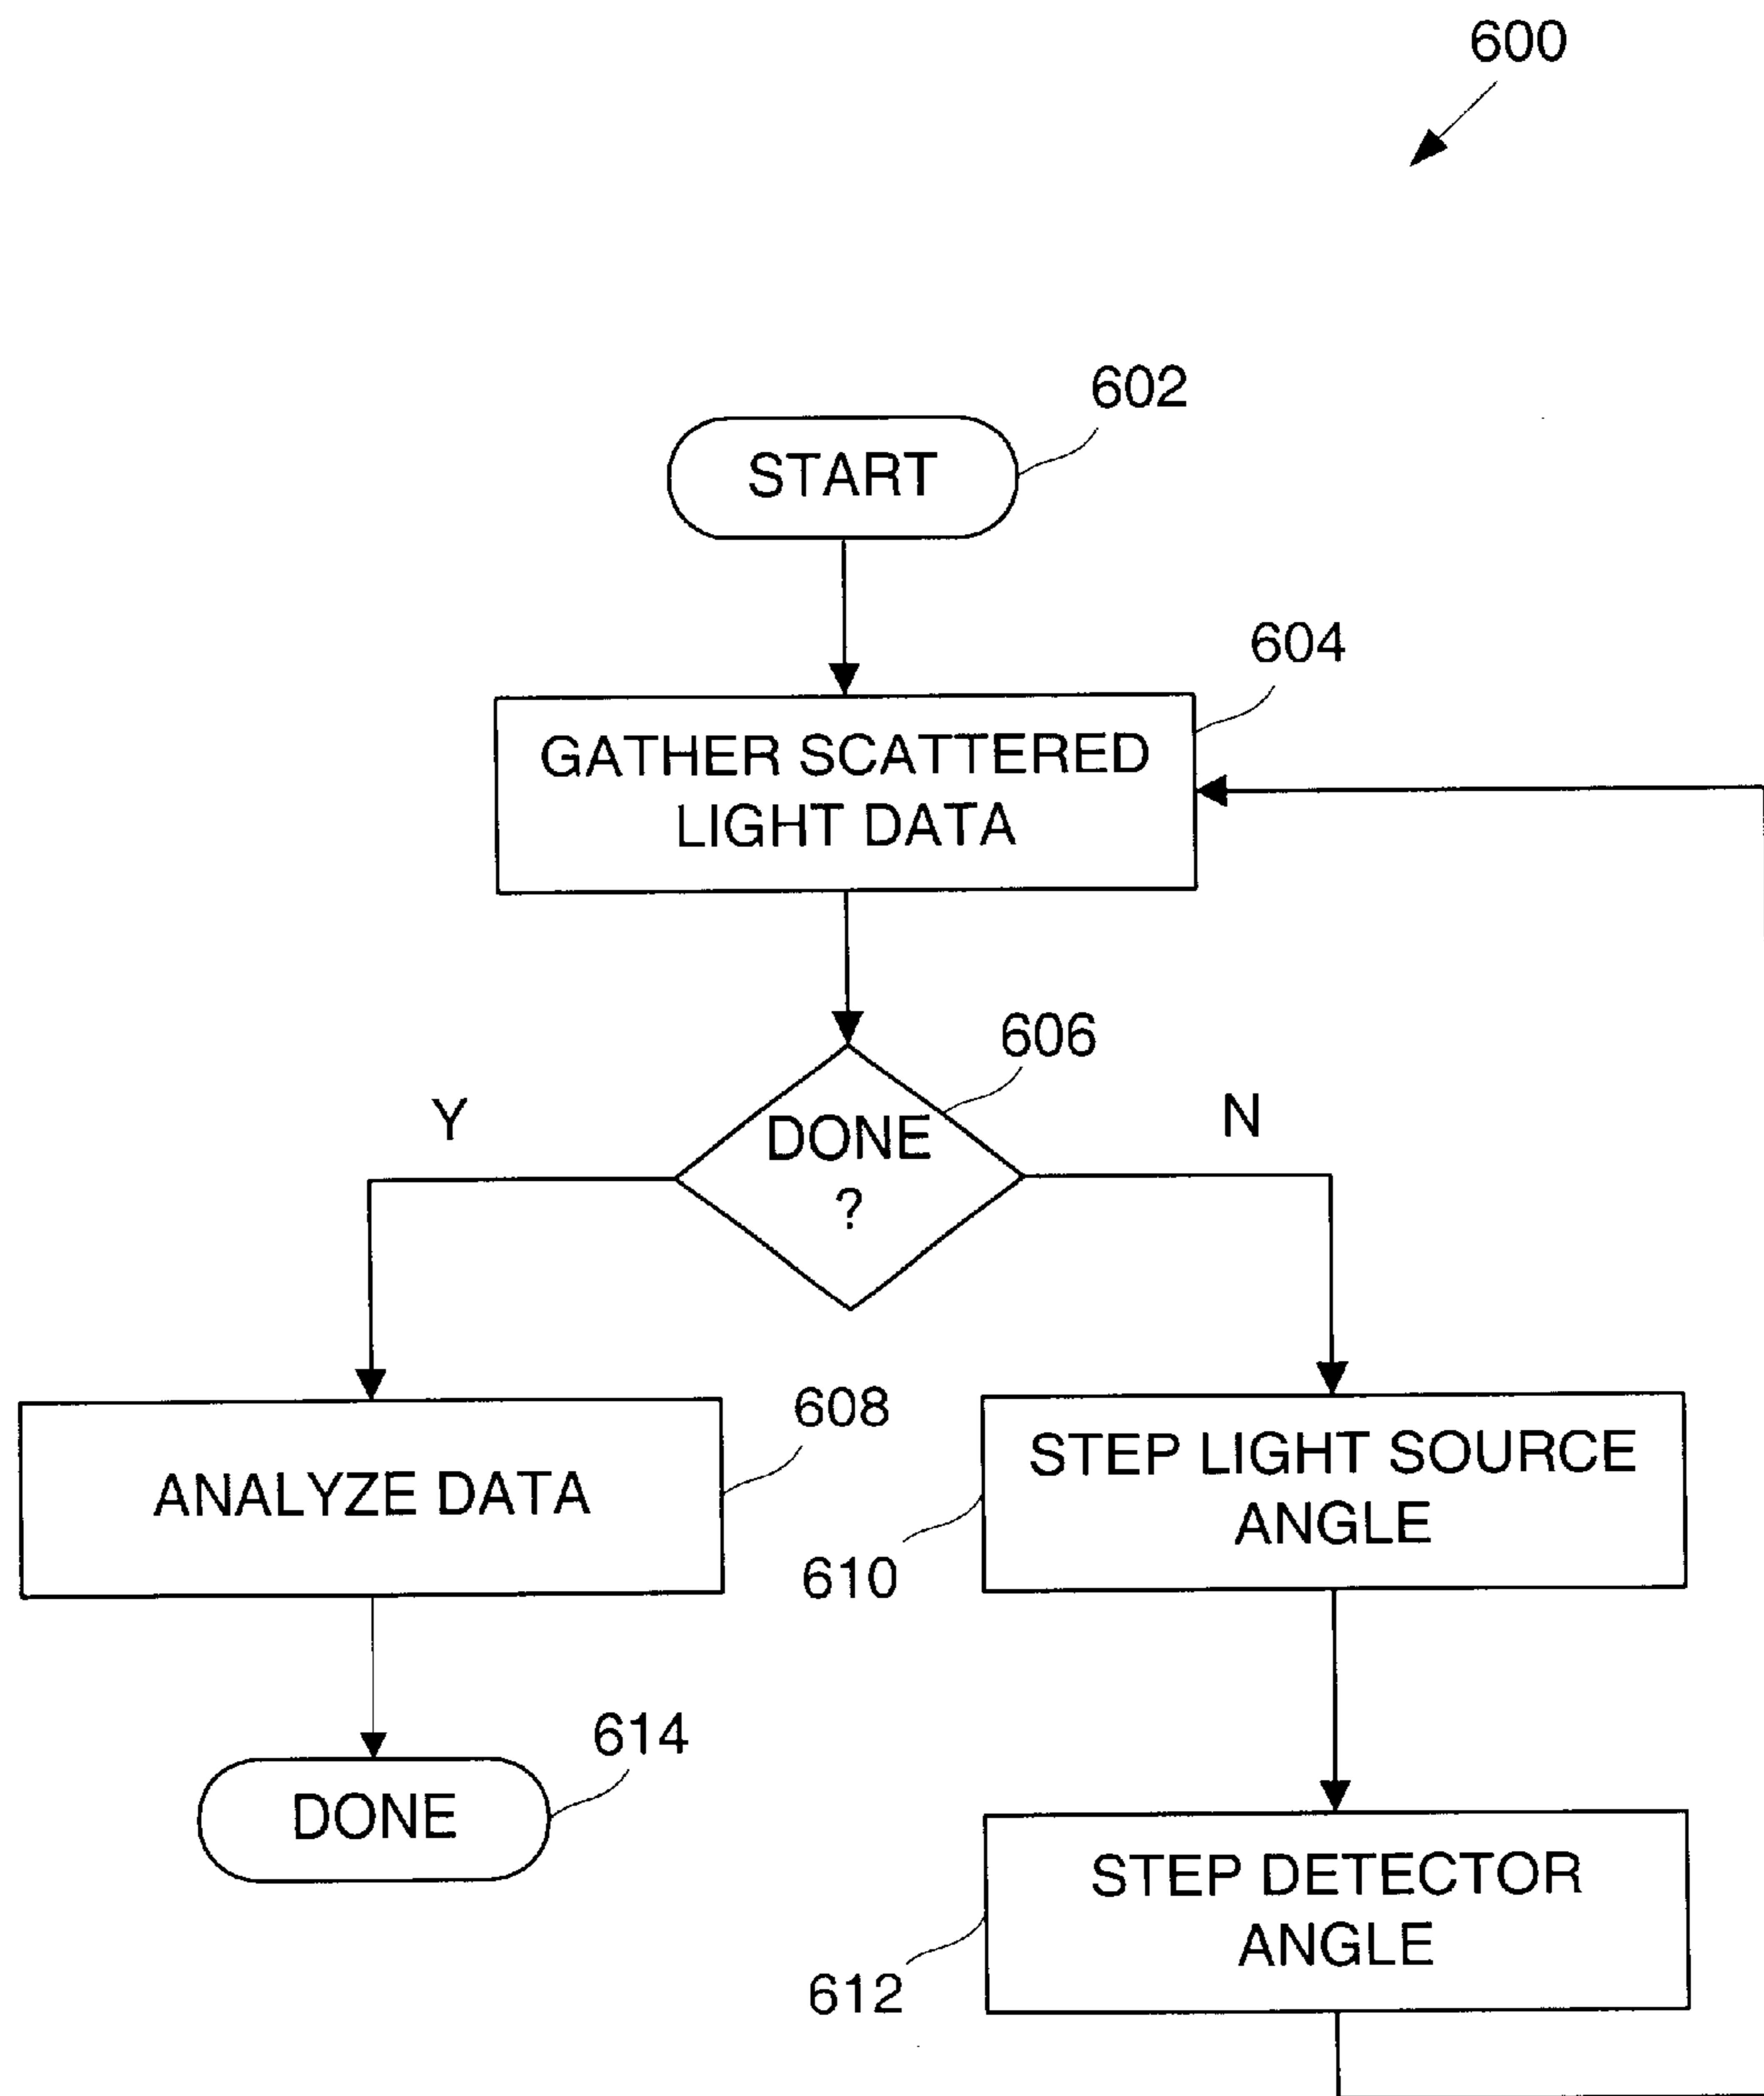 600
602
START
604
GATHER SCATTERED
LIGHT DATA
606
Y
DONE
?
N
608
ANALYZE DATA
STEP LIGHT SOURCE
ANGLE
610
614
DONE
STEP DETECTOR
ANGLE
612